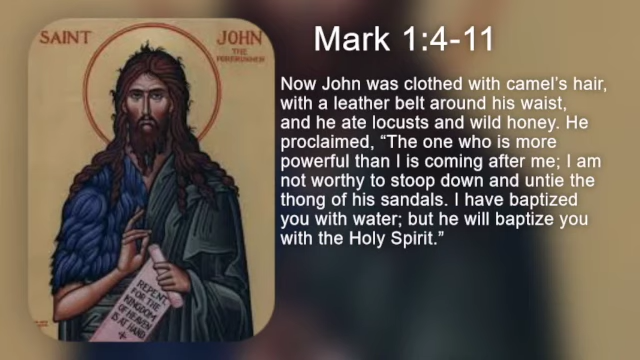 SAINT JOHN
THE
FORERUNNER
REPENT
FOR THE
KINGDOM
OF HEAVEN
IS AT HAND
Mark 1:4-11
Now John was clothed with camel's hair,
with a leather belt around his waist,
and he ate locusts and wild honey. He
proclaimed, “The one who is more
powerful than I is coming after me; I am
not worthy to stoop down and untie the
thong of his sandals. I have baptized
you with water; but he will baptize you
with the Holy Spirit.”